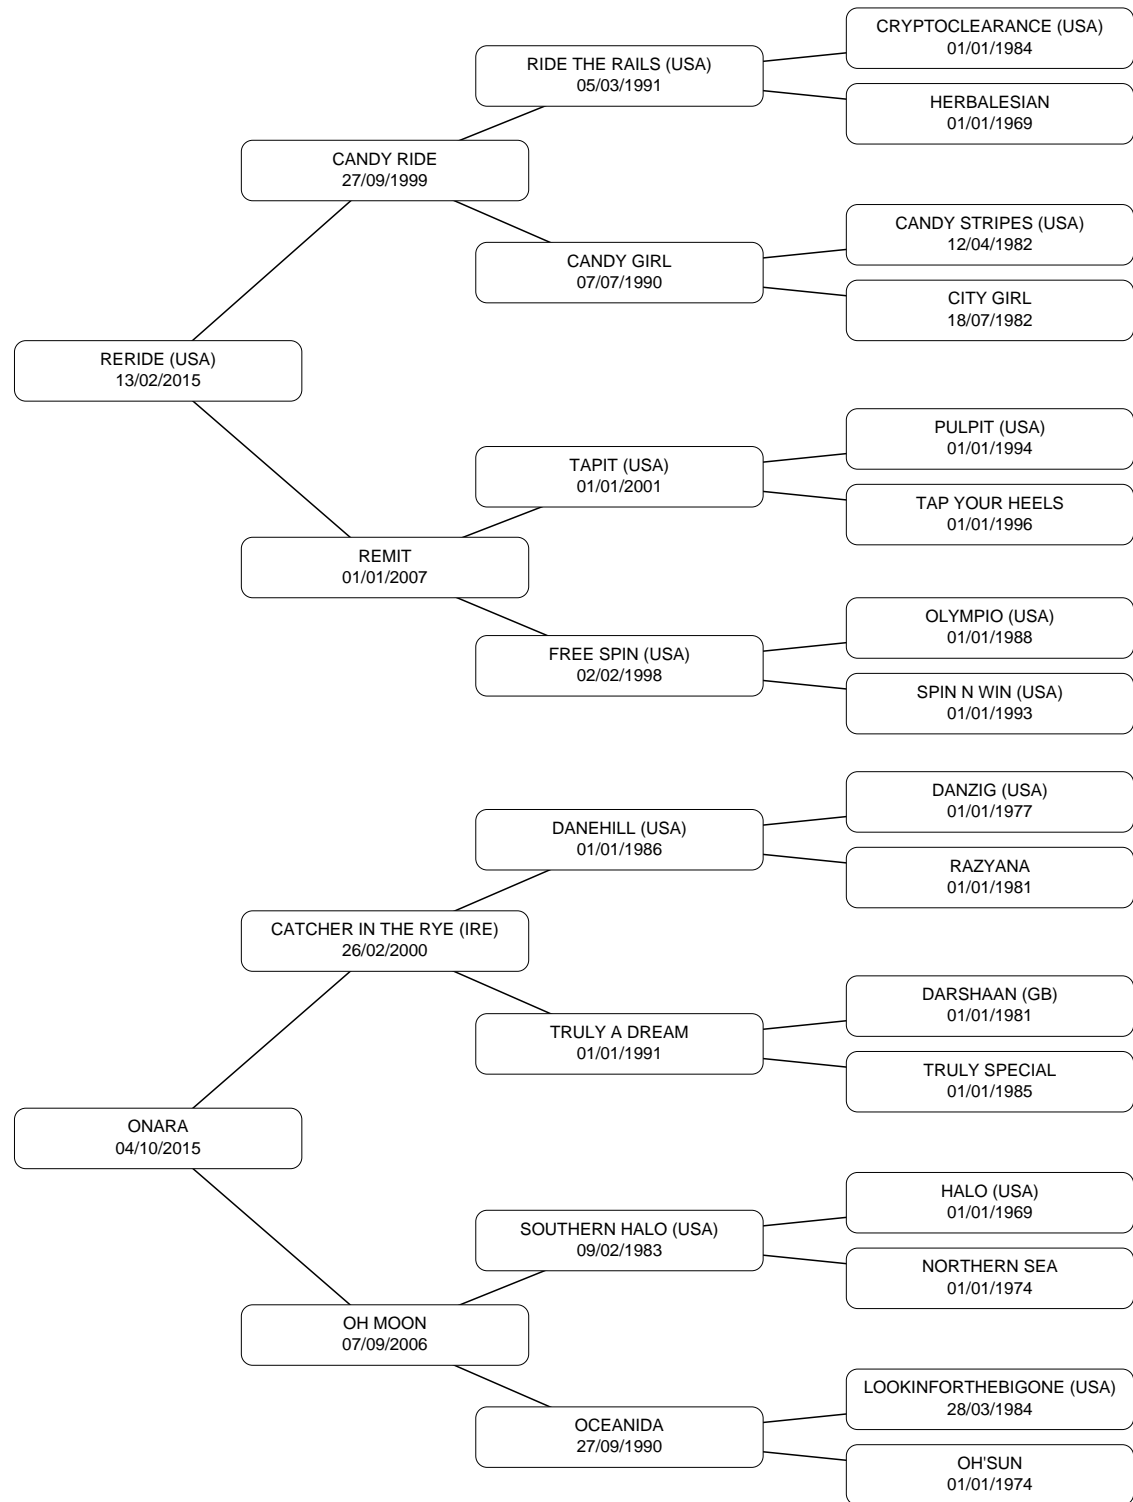 CRYPTOCLEARANCE (USA)
01/01/1984
RIDE THE RAILS (USA)
05/03/1991
HERBALESIAN
01/01/1969
CANDY RIDE
27/09/1999
CANDY STRIPES (USA)
12/04/1982
CANDY GIRL
07/07/1990
CITY GIRL
18/07/1982
RERIDE (USA)
13/02/2015
PULPIT (USA)
01/01/1994
TAPIT (USA)
01/01/2001
TAP YOUR HEELS
01/01/1996
REMIT
01/01/2007
OLYMPIO (USA)
01/01/1988
FREE SPIN (USA)
02/02/1998
SPIN N WIN (USA)
01/01/1993
DANZIG (USA)
01/01/1977
DANEHILL (USA)
01/01/1986
RAZYANA
01/01/1981
CATCHER IN THE RYE (IRE)
26/02/2000
DARSHAAN (GB)
01/01/1981
TRULY A DREAM
01/01/1991
TRULY SPECIAL
01/01/1985
ONARA
04/10/2015
HALO (USA)
01/01/1969
SOUTHERN HALO (USA)
09/02/1983
NORTHERN SEA
01/01/1974
OH MOON
07/09/2006
LOOKINFORTHEBIGONE (USA)
28/03/1984
OCEANIDA
27/09/1990
OH'SUN
01/01/1974